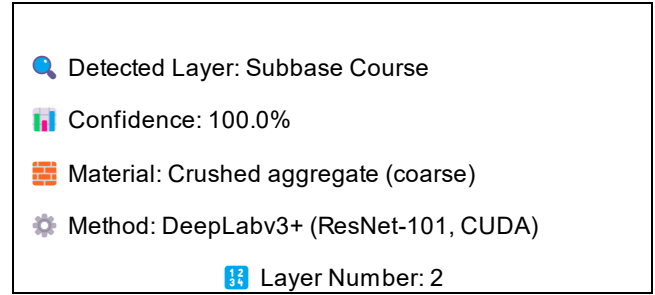 🔍 Detected Layer: Subbase Course
📊 Confidence: 100.0%
🧱 Material: Crushed aggregate (coarse)
⚙️ Method: DeepLabv3+ (ResNet-101, CUDA)
🔢 Layer Number: 2